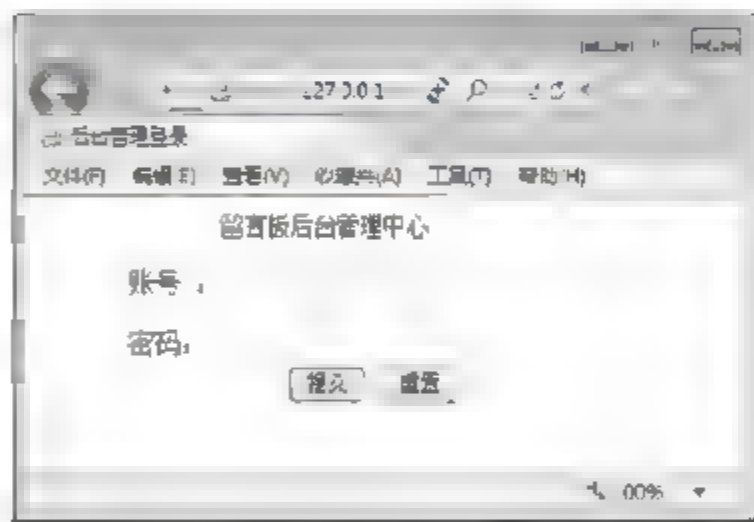 127.0.0.1
后台管理登录
文件(F) 编辑(E) 查看(V) 收藏夹(A) 工具(T) 帮助(H)
留言板后台管理中心
账号：
密码：
提交 重置
100%